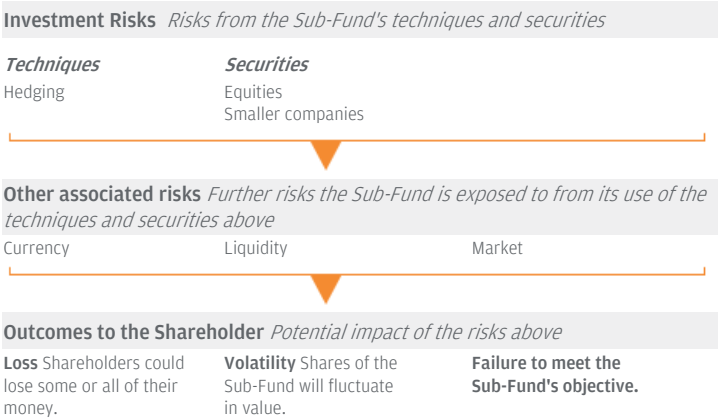 Investment Risks Risks from the Sub-Fund's techniques and securities
Techniques Securities
Hedging Equities
Smaller companies
Other associated risks Further risks the Sub-Fund is exposed to from its use of the
techniques and securities above
Currency Liquidity Market
Outcomes to the Shareholder Potential impact of the risks above
Loss Shareholders could
lose some or all of their
money.
Volatility Shares of the
Sub-Fund will fluctuate
in value.
Failure to meet the
Sub-Fund's objective.